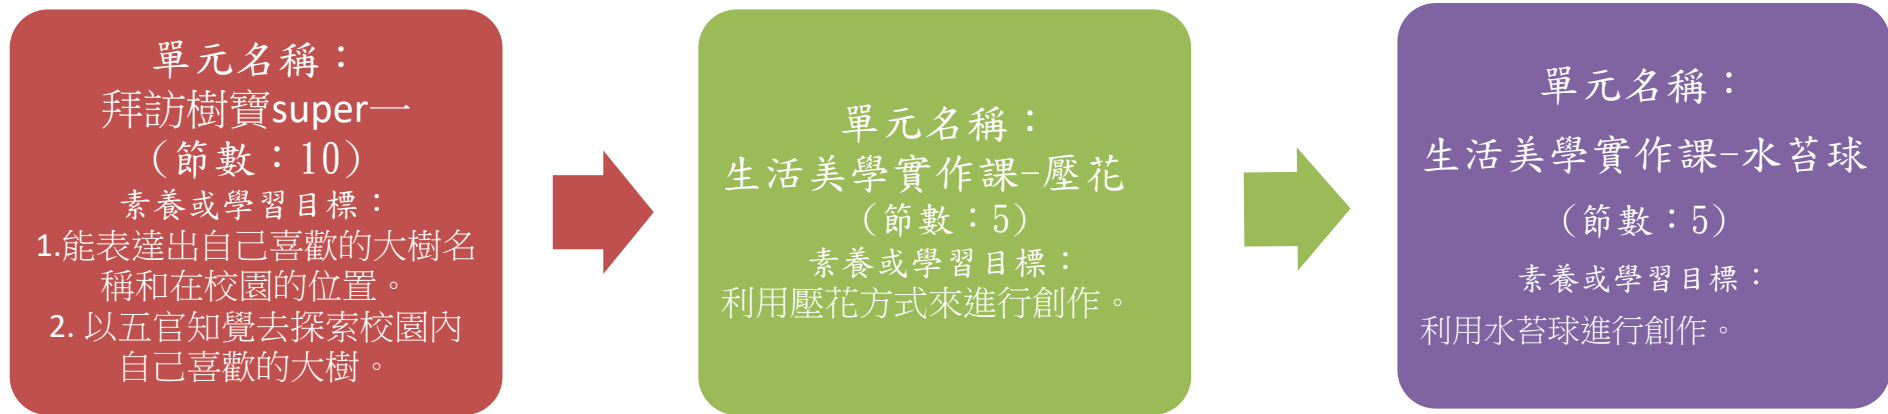 單元名稱：
拜訪樹寶super一
（節數：10）
素養或學習目標：
1.能表達出自己喜歡的大樹名
稱和在校園的位置。
2. 以五官知覺去探索校園內
自己喜歡的大樹。
單元名稱：
生活美學實作課-壓花
（節數：5）
素養或學習目標：
利用壓花方式來進行創作。
單元名稱：
生活美學實作課-水苔球
（節數：5）
素養或學習目標：
利用水苔球進行創作。